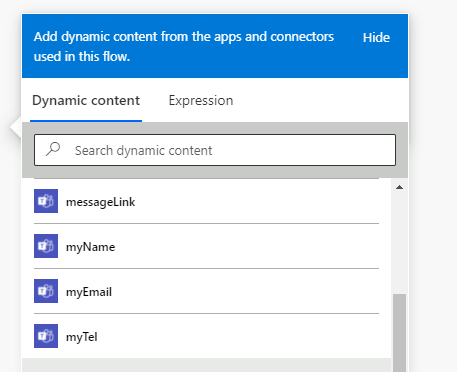 Add dynamic content from the apps and connectors Hide
used in this flow.
Dynamic content Expression
Search dynamic content
messageLink
myName
myEmail
myTel